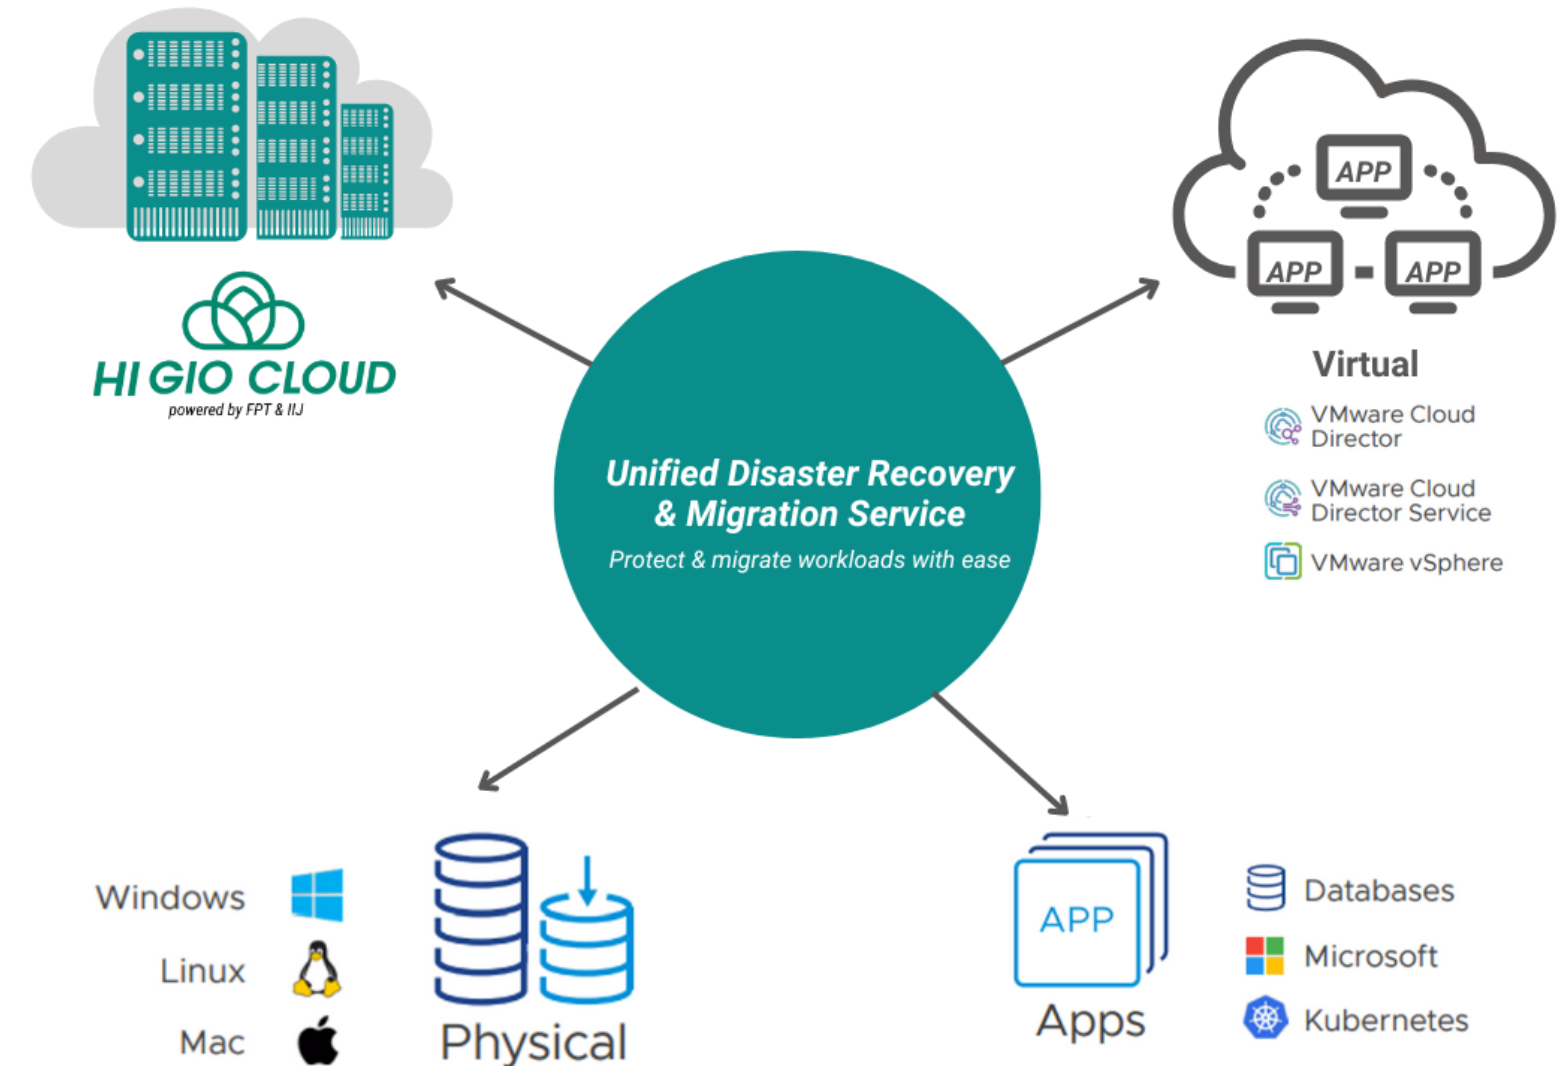 APP
APP
APP
HI GIO CLOUD
powered by FPT & IIJ
Virtual
VMware Cloud
Director
VMware Cloud
Director Service
VMware vSphere
Unified Disaster Recovery
& Migration Service
Protect & migrate workloads with ease
Windows
Linux
Mac
Physical
APP
Apps
Databases
Microsoft
Kubernetes